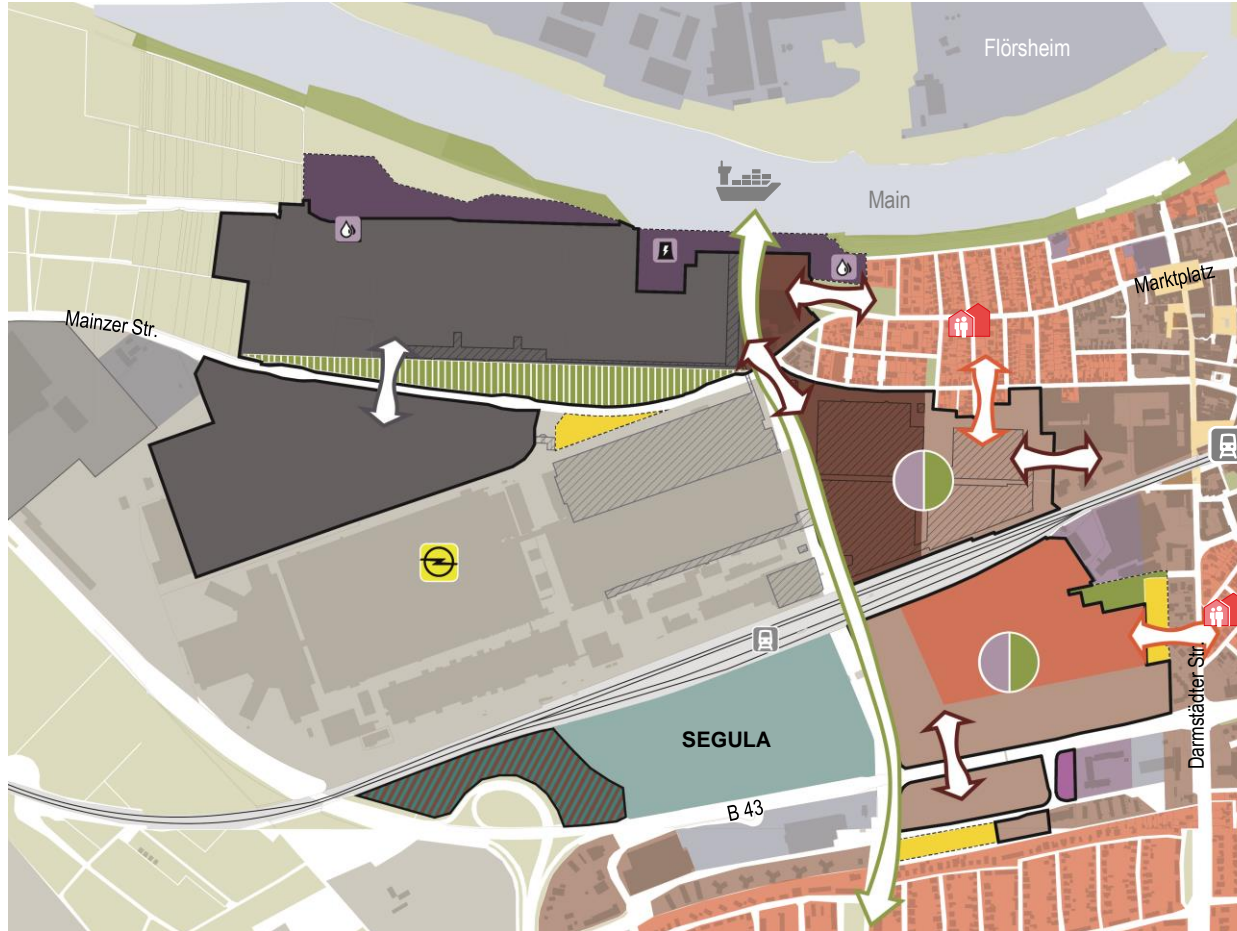 Flörsheim
Main
Marktplatz
Mainzer Str.
SEGULA
Darmstädter Str.
B 43